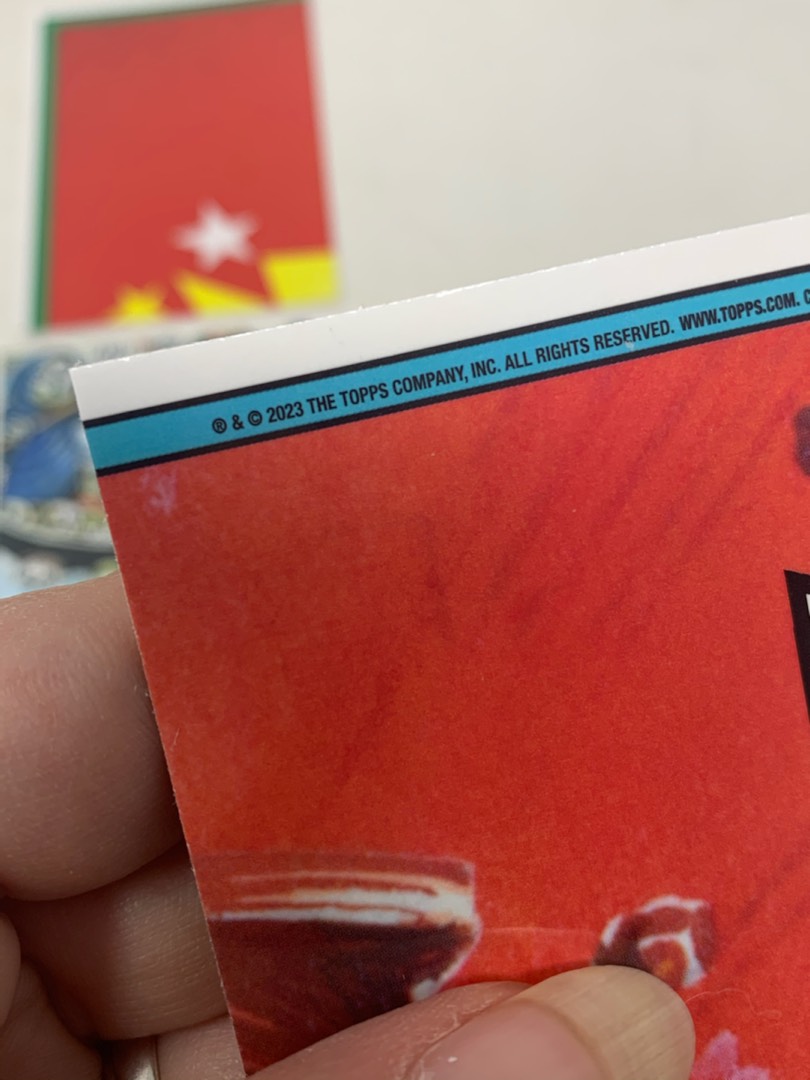 ® & © 2023 THE TOPPS COMPANY, INC. ALL RIGHTS RESERVED. WWW.TOPPS.COM. C